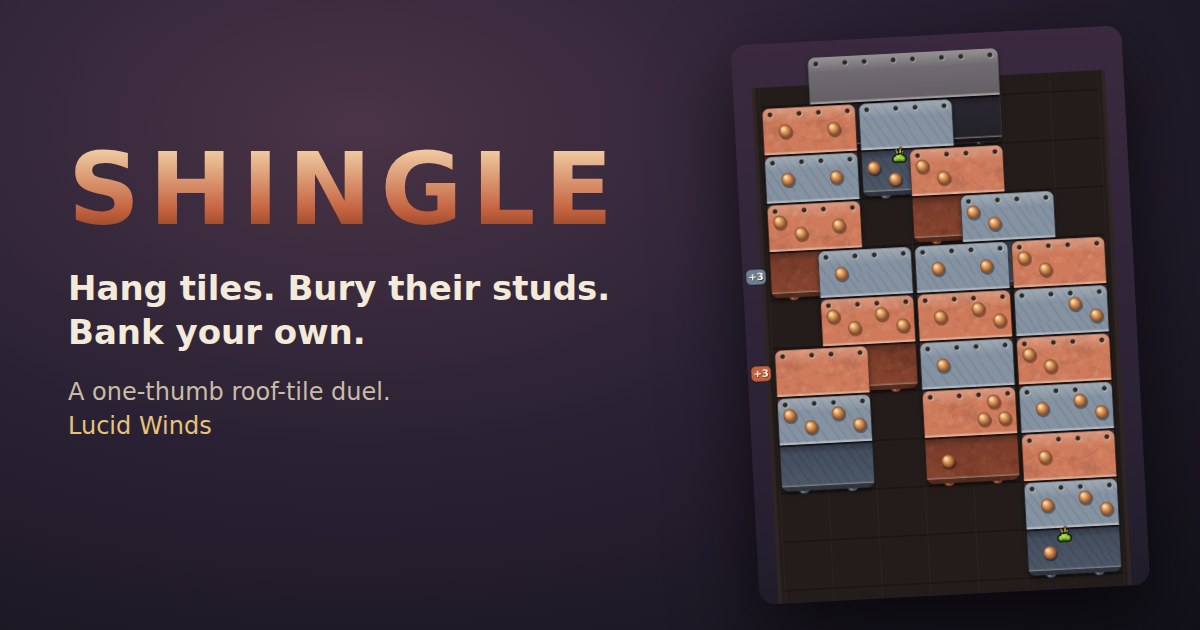 SHINGLE
Hang tiles. Bury their studs.
Bank your own.
A one-thumb roof-tile duel.
Lucid Winds
+3
+3